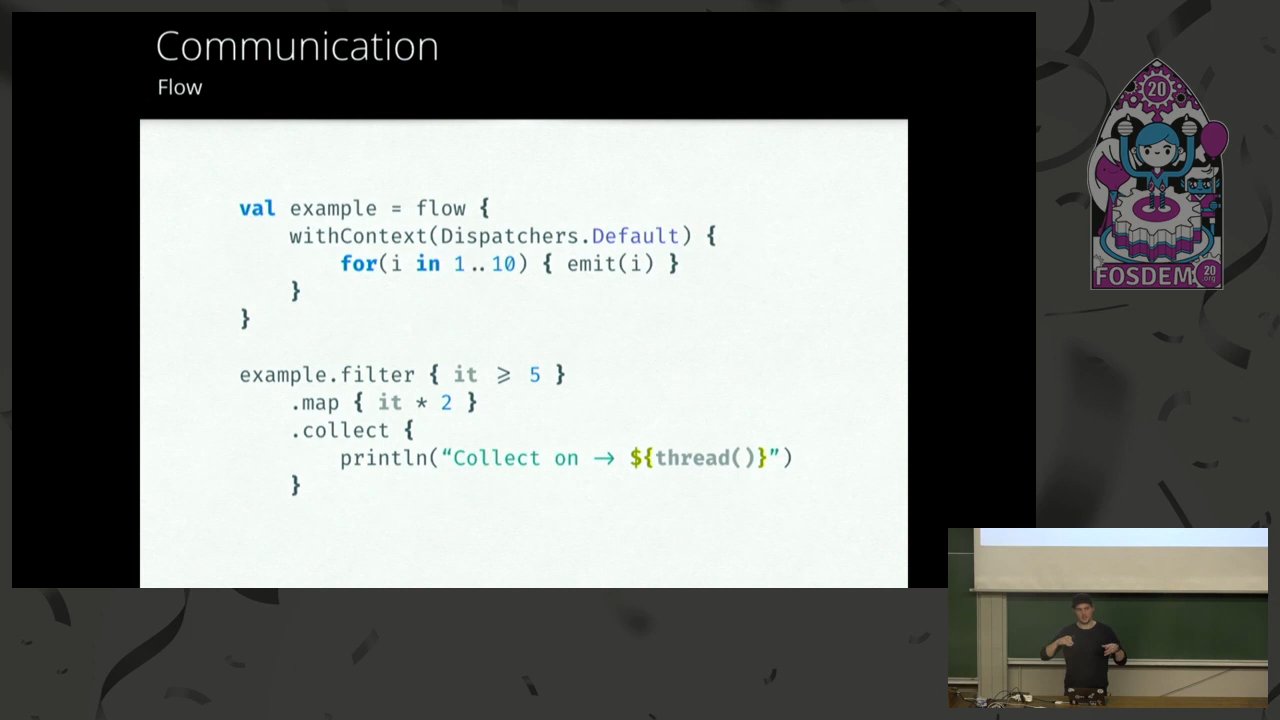 Communication
Flow
val example = flow {
withContext(Dispatchers.Default) {
for(i in 1..10) { emit(i) }
}
}
example.filter { it ⩾ 5 }
.map { it * 2 }
.collect {
println(“Collect on → ${thread()}”)
}
20
FOSDEM
20
.org